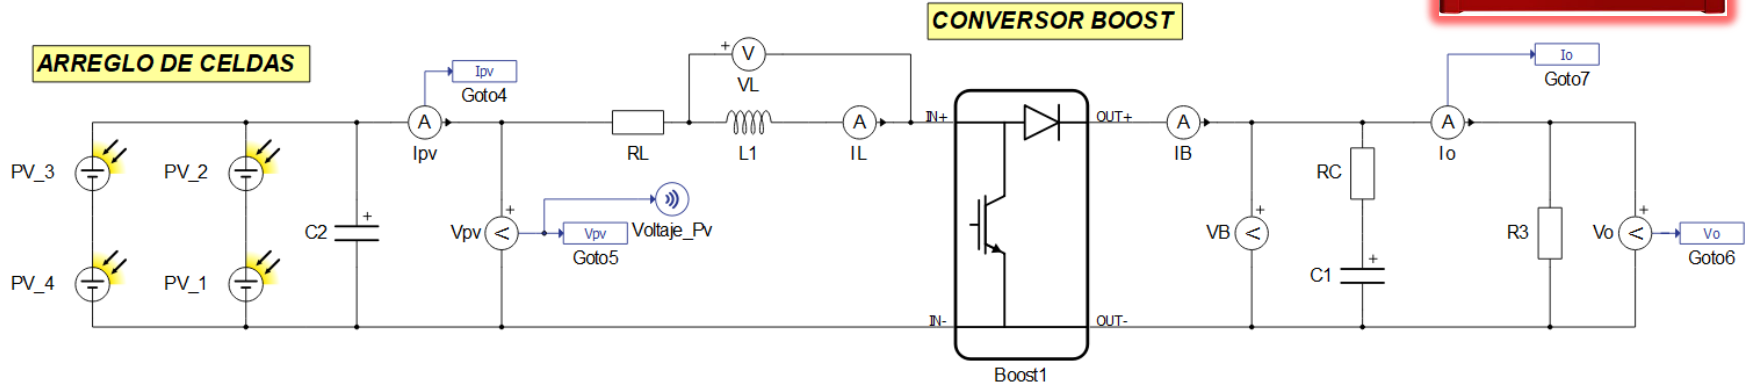 CONVERSOR BOOST
ARREGLO DE CELDAS
Ipv
Goto4
Io
Goto7
V
VL
A
Ipv
RL
L1
A
IL
IN+
OUT+
A
IB
A
Io
PV_3
PV_2
C2
Vpv
V
Vpv
Goto5
Voltaje_Pv
VB
V
RC
R3
Vo
V
Vo
Goto6
PV_4
PV_1
C1
IN-
OUT-
Boost1